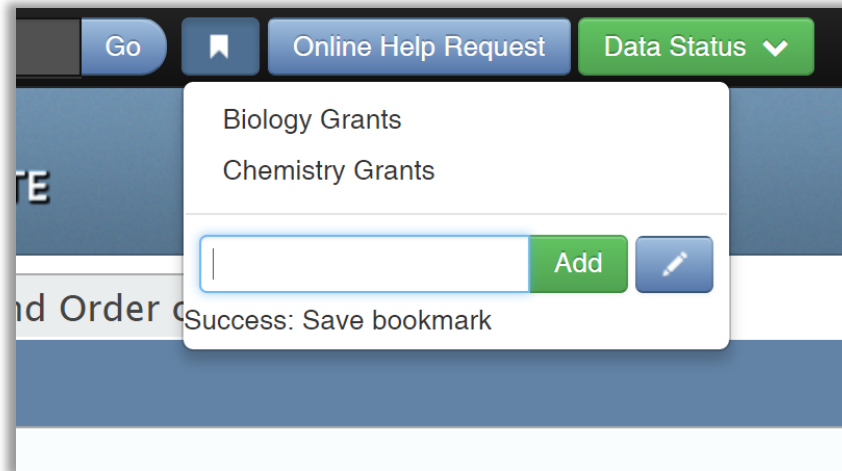 Go Online Help Request Data Status
Biology Grants
Chemistry Grants
TE
Add
nd Order
Success: Save bookmark